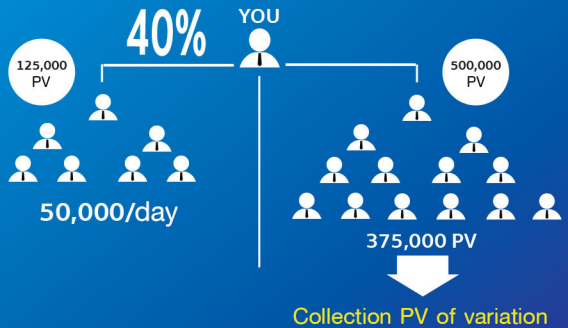 YOU
40%
125,000
PV
500,000
PV
50,000/day
375,000 PV
Collection PV of variation